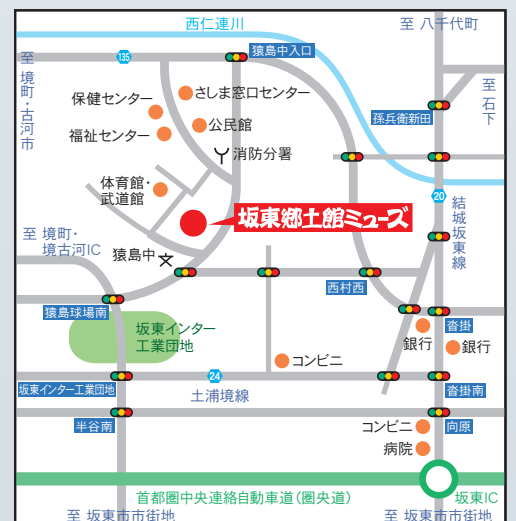 西仁連川
至 八千代町
135
猿島中入口
至 境町・古河市
至 石下
保健センター
さしま窓口センター
孫兵衛新田
公民館
福祉センター
消防分署
体育館・
武道館
20
結城坂東線
坂東郷土館ミューズ
至 境町・
境古河IC
猿島中
西村西
猿島球場南
坂東インター
工業団地
沓掛
銀行
銀行
コンビニ
坂東インター工業団地
24
土浦境線
沓掛南
半谷南
コンビニ
向原
病院
首都圏中央連絡自動車道(圏央道)
坂東IC
至 坂東市市街地
至 坂東市市街地